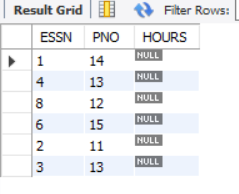 Result Grid Filter Rows:
ESSN PNO HOURS
1 14 NULL
4 13 NULL
8 12 NULL
6 15 NULL
2 11 NULL
3 13 NULL